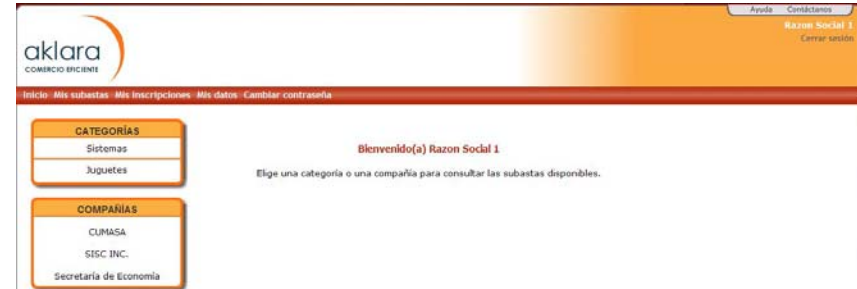 Ayuda Contáctanos
Razon Social 1
Cerrar sesión
aklara
COMERCIO EFICIENTE
Inicio Mis subastas Mis inscripciones Mis datos Cambiar contraseña
CATEGORÍAS
Sistemas
Juguetes
Bienvenido(a) Razon Social 1
Elige una categoría o una compañía para consultar las subastas disponibles.
COMPAÑÍAS
CUMASA
SISC INC.
Secretaría de Economía